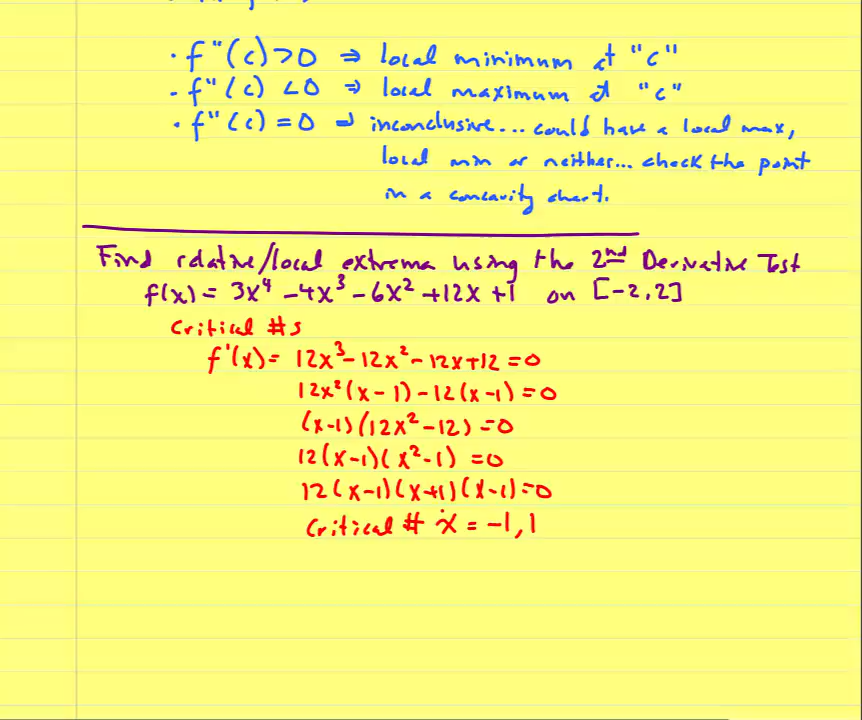 · f"(c) > 0 ⇒ local minimum at "c"
· f"(c) < 0 ⇒ local maximum at "c"
· f"(c) = 0 ⇒ inconclusive... could have a local max,
local min or neither... check the point
in a concavity chart.
Find relative/local extrema using the 2nd Derivative Test
f(x) = 3x⁴ - 4x³ - 6x² + 12x + 1 on [-2, 2]
Critical #s
f'(x) = 12x³ - 12x² - 12x + 12 = 0
12x²(x - 1) - 12(x - 1) = 0
(x-1)(12x² - 12) = 0
12(x-1)(x² - 1) = 0
12(x-1)(x+1)(x-1) = 0
Critical # x = -1, 1